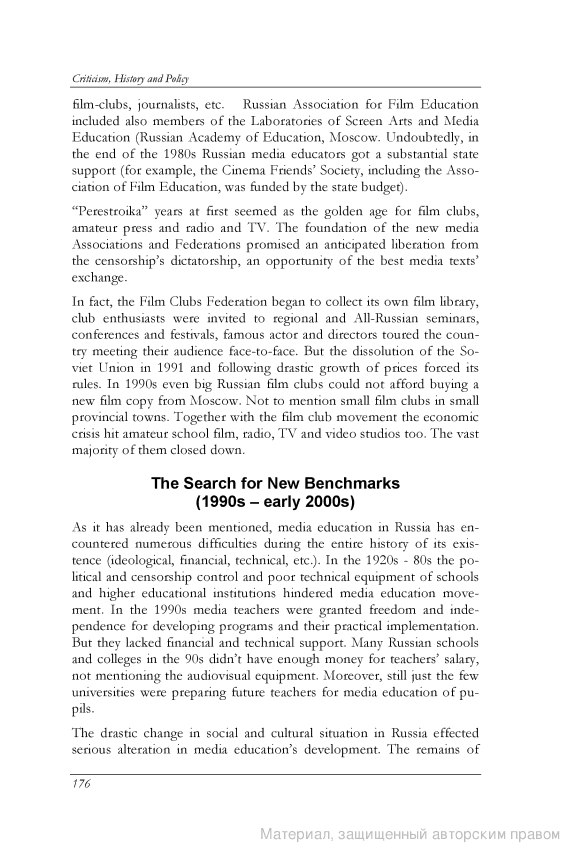 Criticism, History and Policy
film-clubs, journalists, etc. Russian Association for Film Education
included also members of the Laboratories of Screen Arts and Media
Education (Russian Academy of Education, Moscow. Undoubtedly, in
the end of the 1980s Russian media educators got a substantial state
support (for example, the Cinema Friends' Society, including the Asso-
ciation of Film Education, was funded by the state budget).
“Perestroika” years at first seemed as the golden age for film clubs,
amateur press and radio and TV. The foundation of the new media
Associations and Federations promised an anticipated liberation from
the censorship's dictatorship, an opportunity of the best media texts'
exchange.
In fact, the Film Clubs Federation began to collect its own film library,
club enthusiasts were invited to regional and All-Russian seminars,
conferences and festivals, famous actor and directors toured the coun-
try meeting their audience face-to-face. But the dissolution of the So-
viet Union in 1991 and following drastic growth of prices forced its
rules. In 1990s even big Russian film clubs could not afford buying a
new film copy from Moscow. Not to mention small film clubs in small
provincial towns. Together with the film club movement the economic
crisis hit amateur school film, radio, TV and video studios too. The vast
majority of them closed down.
The Search for New Benchmarks
(1990s – early 2000s)
As it has already been mentioned, media education in Russia has en-
countered numerous difficulties during the entire history of its exis-
tence (ideological, financial, technical, etc.). In the 1920s - 80s the po-
litical and censorship control and poor technical equipment of schools
and higher educational institutions hindered media education move-
ment. In the 1990s media teachers were granted freedom and inde-
pendence for developing programs and their practical implementation.
But they lacked financial and technical support. Many Russian schools
and colleges in the 90s didn't have enough money for teachers' salary,
not mentioning the audiovisual equipment. Moreover, still just the few
universities were preparing future teachers for media education of pu-
pils.
The drastic change in social and cultural situation in Russia effected
serious alteration in media education's development. The remains of
176
Материал, защищенный авторским правом